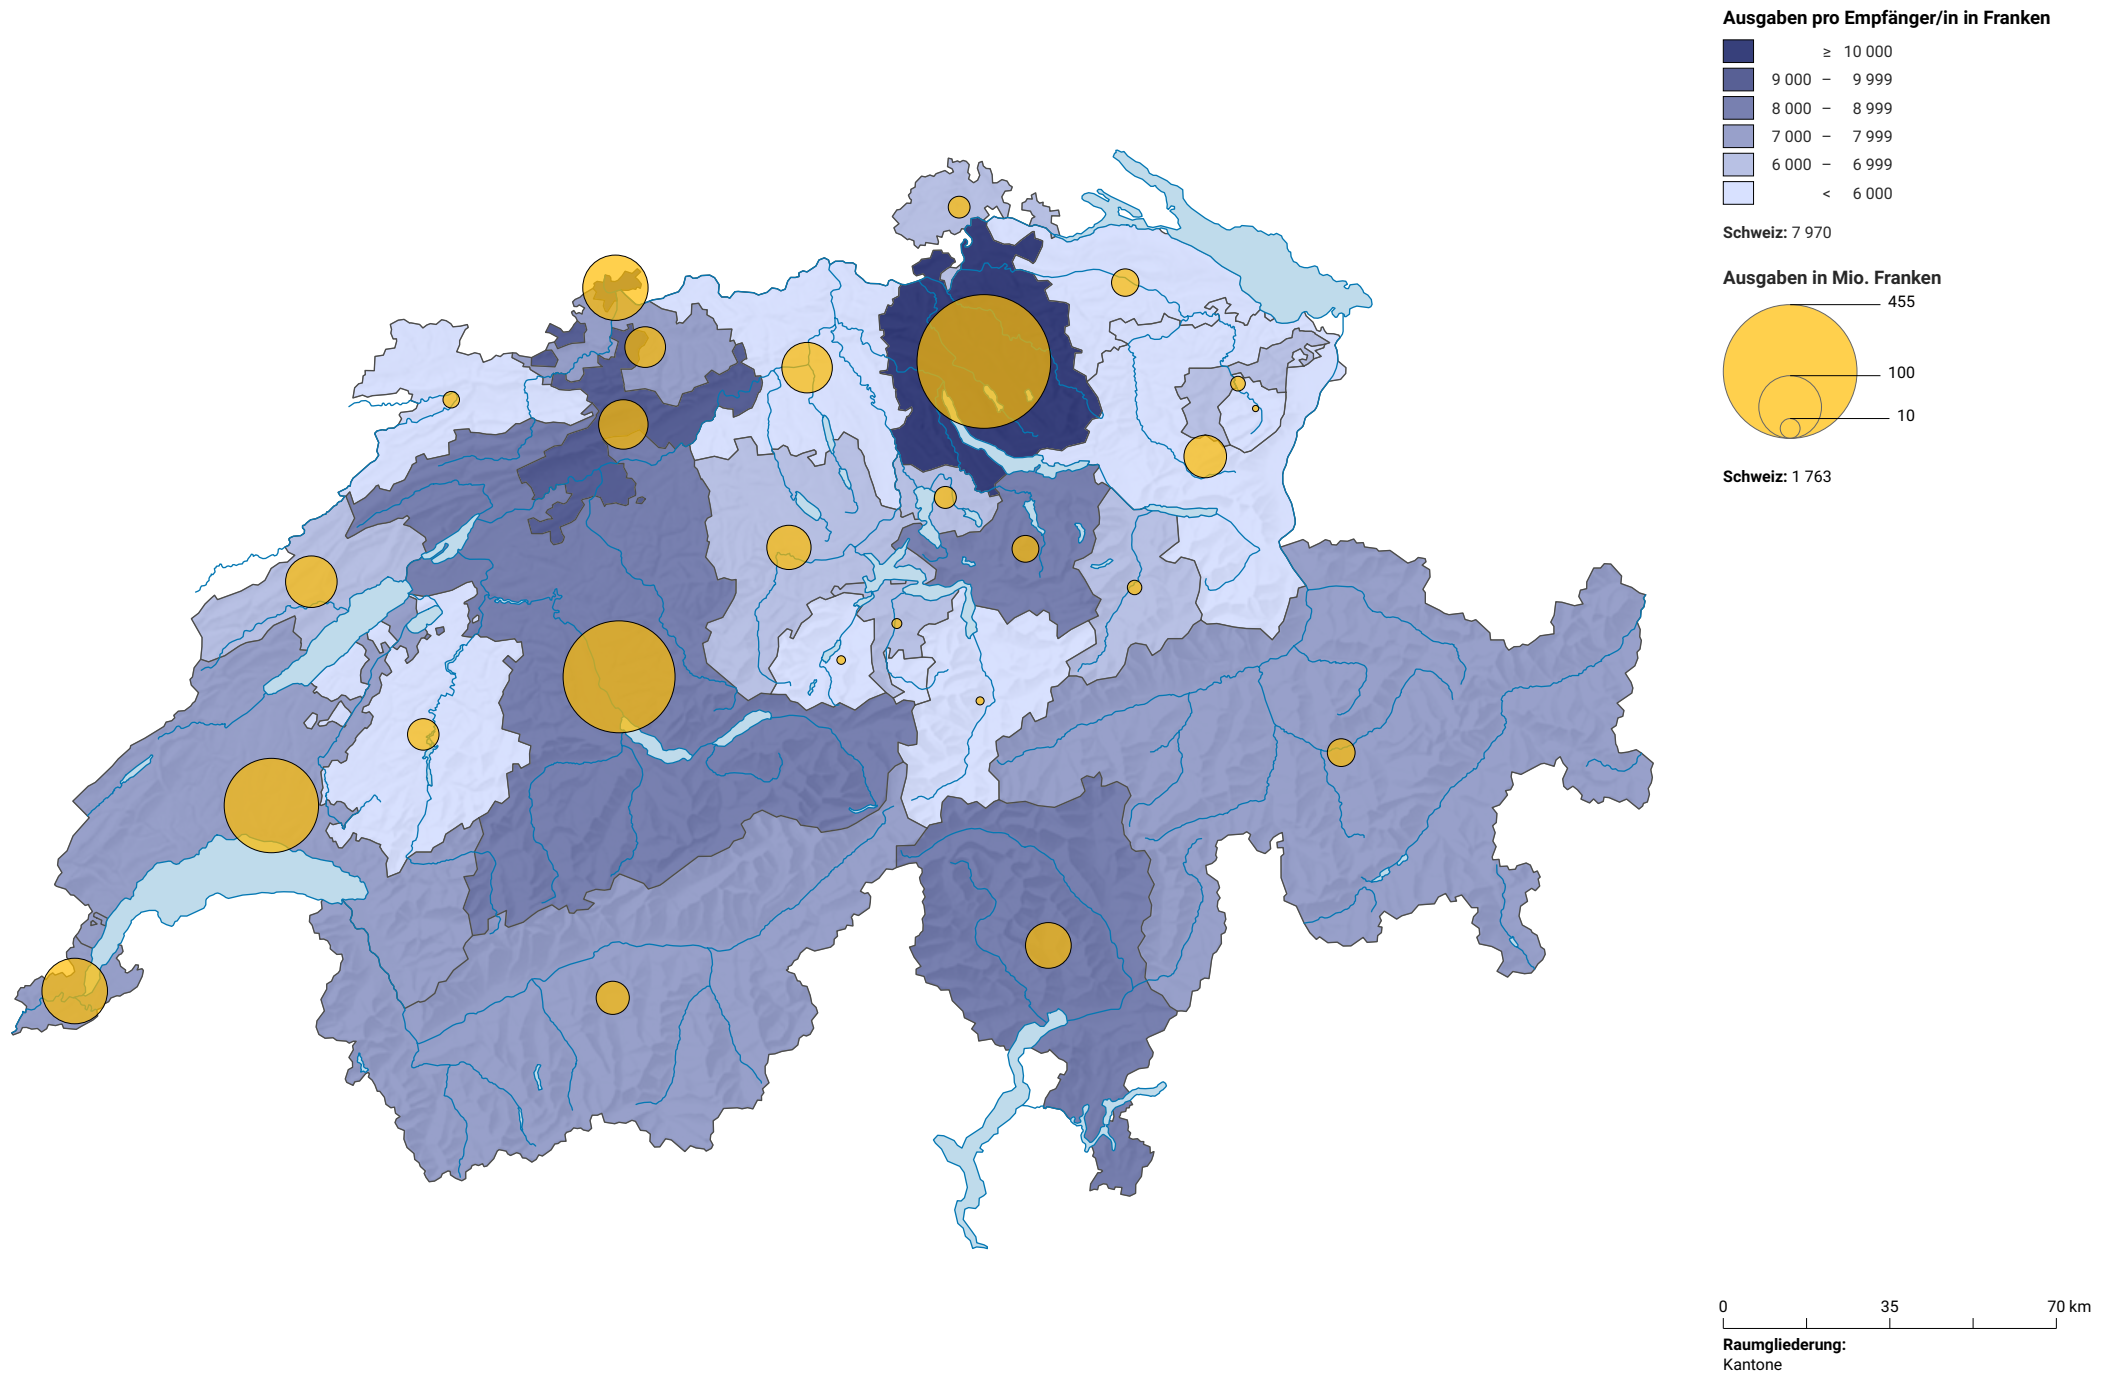 Ausgaben pro Empfänger/in in Franken
≥ 10 000
9 000 – 9 999
8 000 – 8 999
7 000 – 7 999
6 000 – 6 999
< 6 000
Schweiz: 7 970
Ausgaben in Mio. Franken
455
100
10
Schweiz: 1 763
0 35 70 km
Raumgliederung:
Kantone